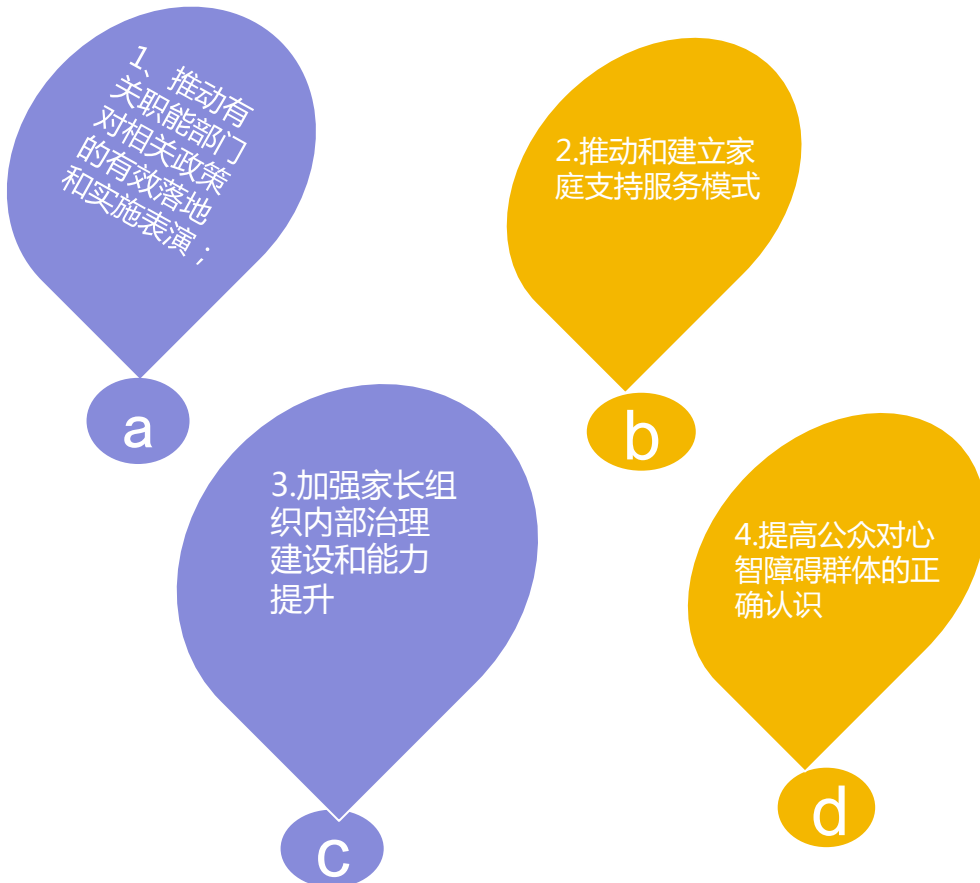 1、推动有
关职能部门
对相关政策
的有效落地
和实施表演；
a
2.推动和建立家
庭支持服务模式
b
3.加强家长组
织内部治理
建设和能力
提升
c
4.提高公众对心
智障碍群体的正
确认识
d